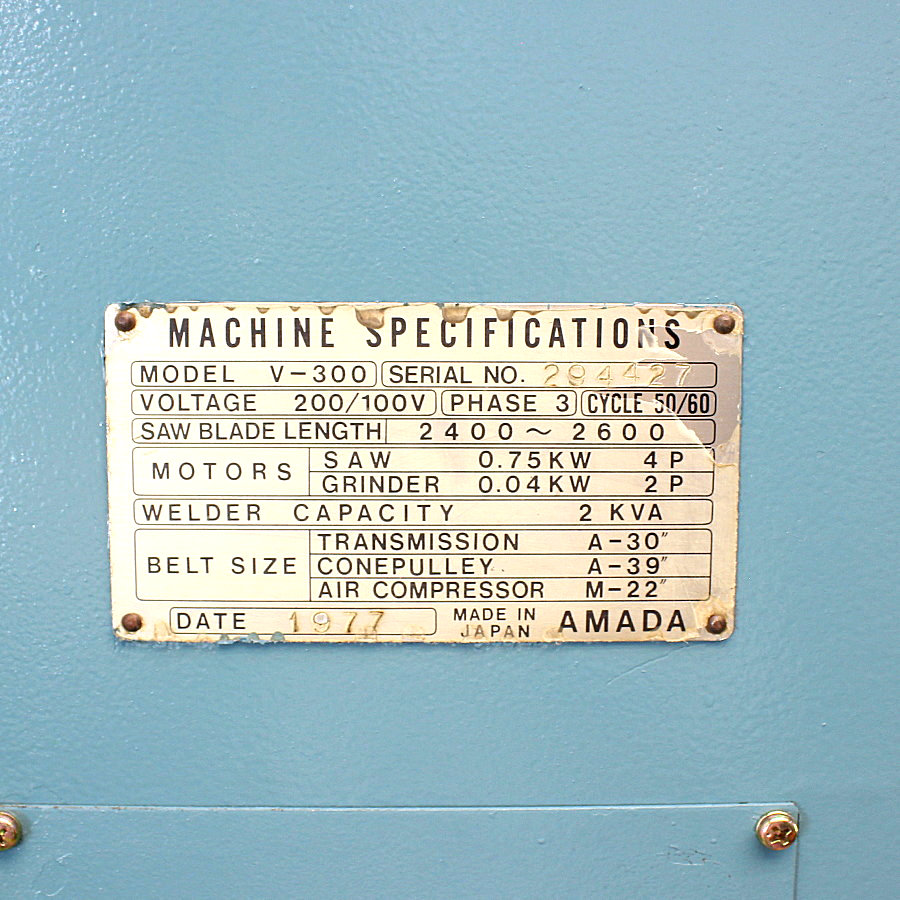 MACHINE SPECIFICATIONS
MODEL V-300 SERIAL NO. 294427
VOLTAGE 200/100V PHASE 3 CYCLE 50/60
SAW BLADE LENGTH 2400~2600
MOTORS SAW 0.75KW 4P
GRINDER 0.04KW 2P
WELDER CAPACITY 2 KVA
BELT SIZE TRANSMISSION A-30″
CONEPULLEY A-39″
AIR COMPRESSOR M-22″
DATE 1977 MADE IN JAPAN AMADA